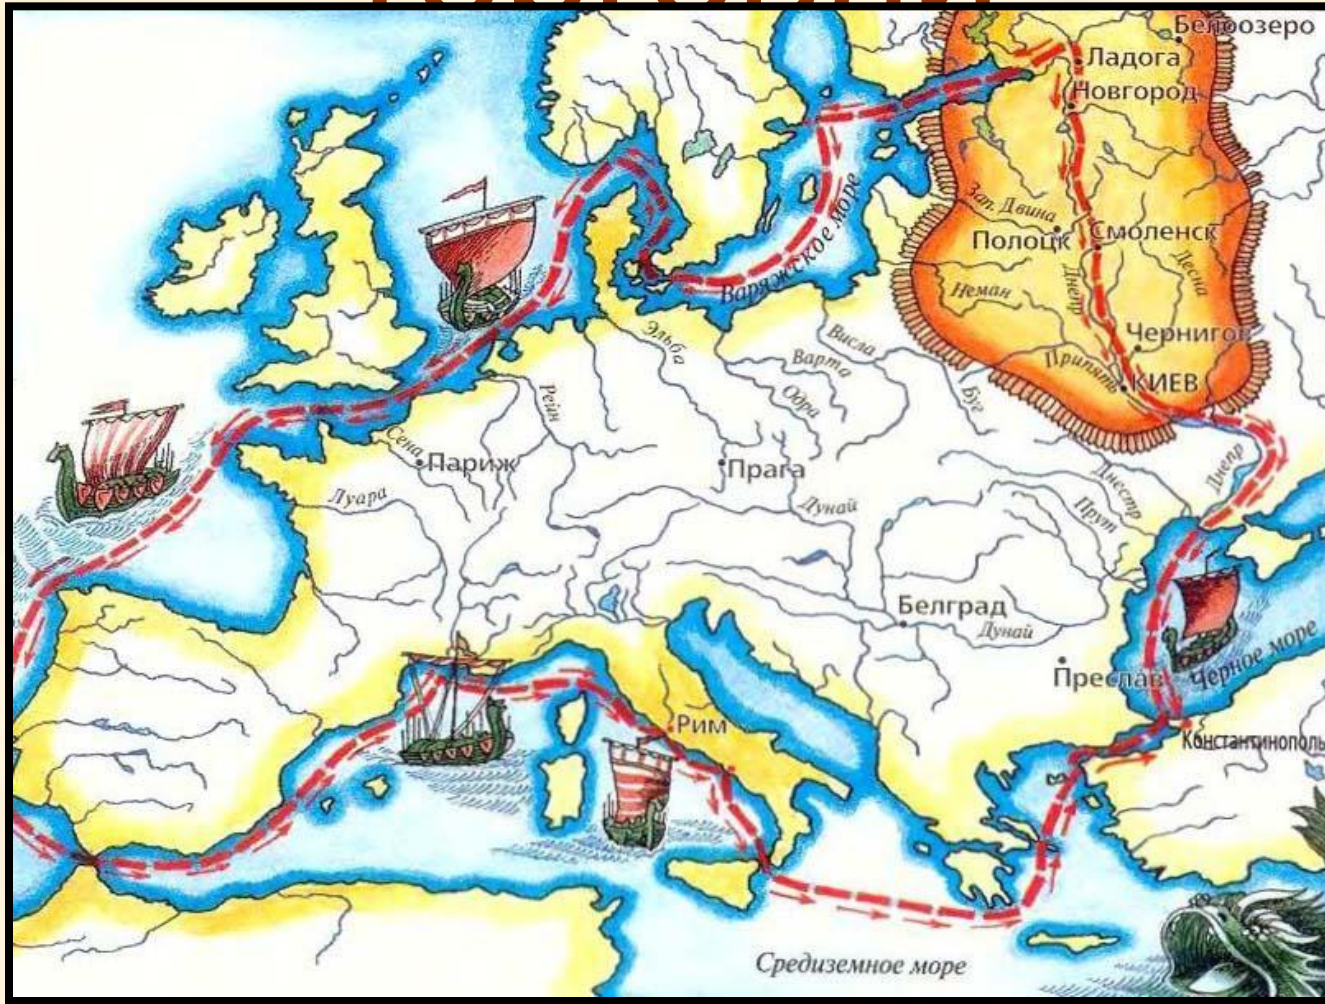 Белоозеро
Ладога
Новгород
Зап. Двина
Полоцк
Смоленск
Десна
Варяжское море
Неман
Днепр
Чернигов
Припять
КИЕВ
Эльба
Висла
Варта
Одра
Буг
Рейн
Сена
Париж
Прага
Луара
Дунай
Днестр
Прут
Днепр
Белград
Дунай
Преслав
Черное море
Рим
Константинополь
Средиземное море